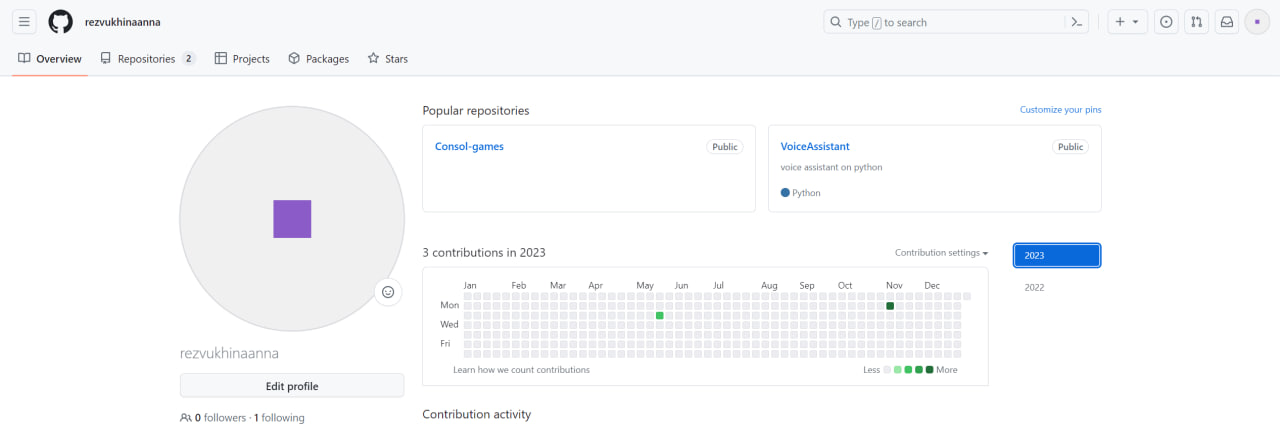 rezvukhinaanna
Type / to search
Overview Repositories 2 Projects Packages Stars
Popular repositories
Customize your pins
Consol-games Public
VoiceAssistant Public
voice assistant on python
Python
3 contributions in 2023
Contribution settings
2023
2022
Jan Feb Mar Apr May Jun Jul Aug Sep Oct Nov Dec
Mon
Wed
Fri
Learn how we count contributions
Less More
rezvukhinaanna
Edit profile
0 followers · 1 following
Contribution activity